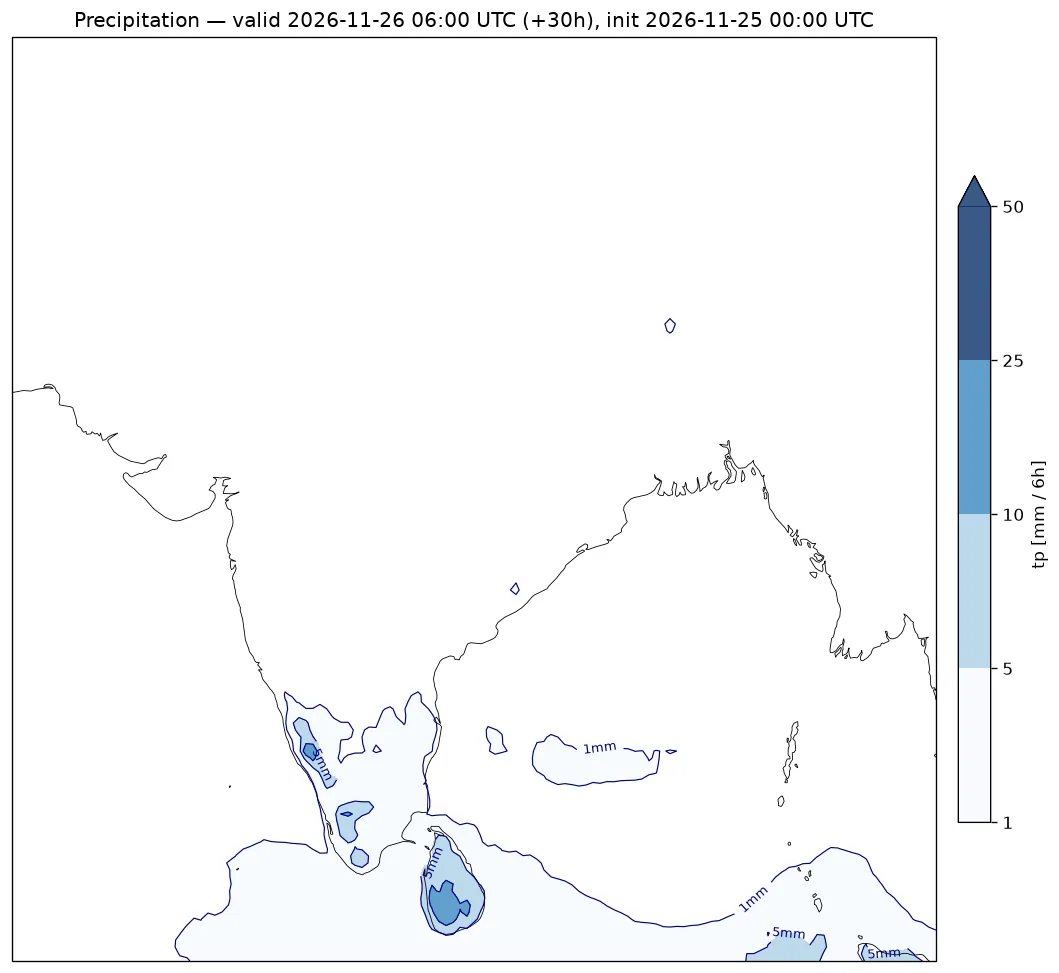 Precipitation — valid 2026-11-26 06:00 UTC (+30h), init 2026-11-25 00:00 UTC
50
25
10
5
1
tp [mm / 6h]
1mm
5mm
5mm
1mm
5mm
5mm